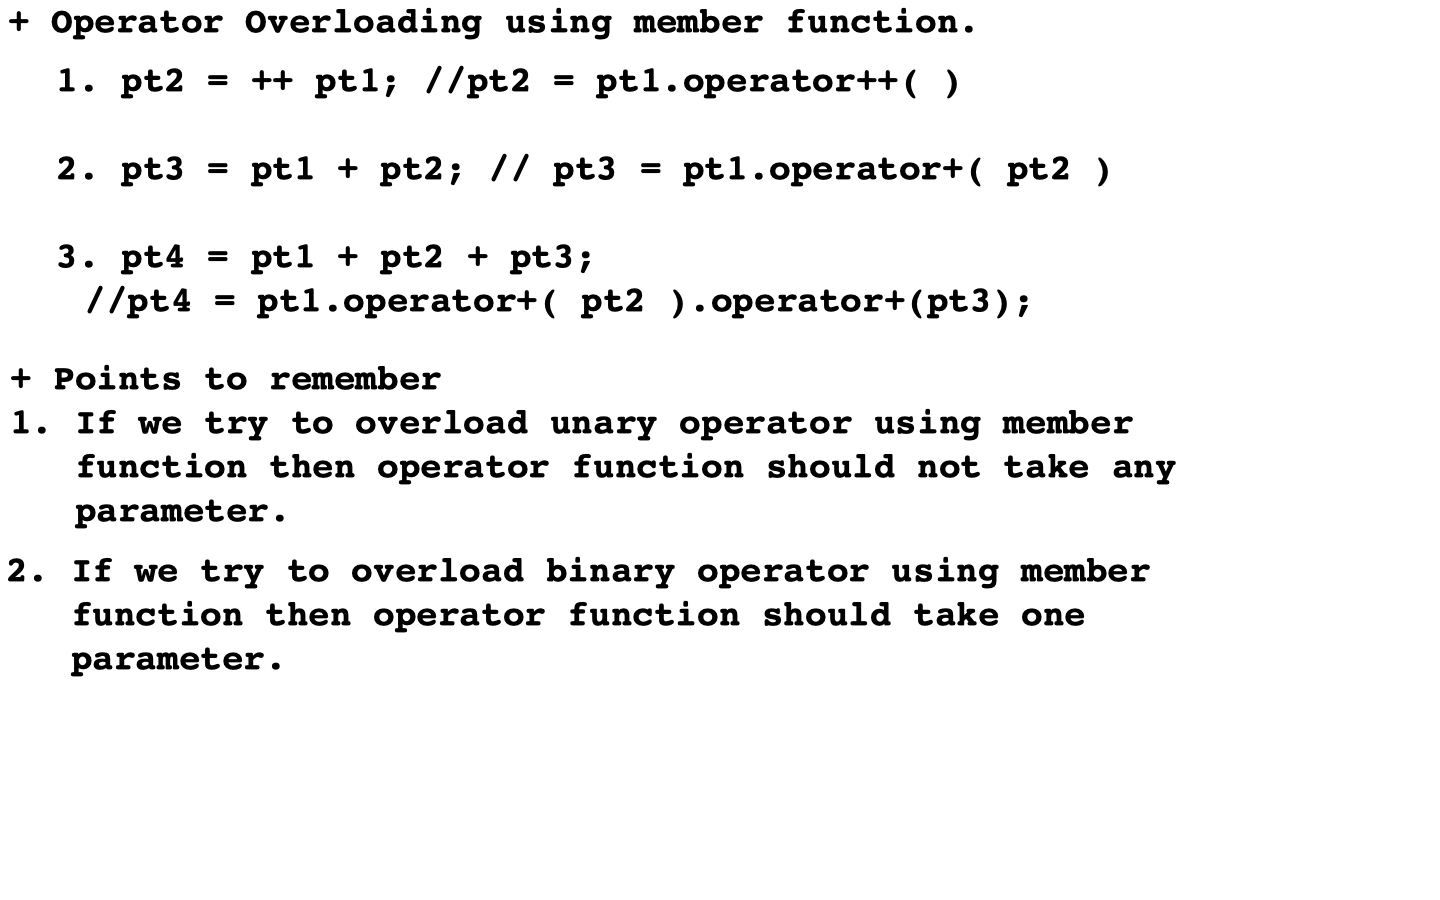 + Operator Overloading using member function.
1. pt2 = ++ pt1; //pt2 = pt1.operator++( )
2. pt3 = pt1 + pt2; // pt3 = pt1.operator+( pt2 )
3. pt4 = pt1 + pt2 + pt3;
//pt4 = pt1.operator+( pt2 ).operator+(pt3);
+ Points to remember
1. If we try to overload unary operator using member
function then operator function should not take any
parameter.
2. If we try to overload binary operator using member
function then operator function should take one
parameter.